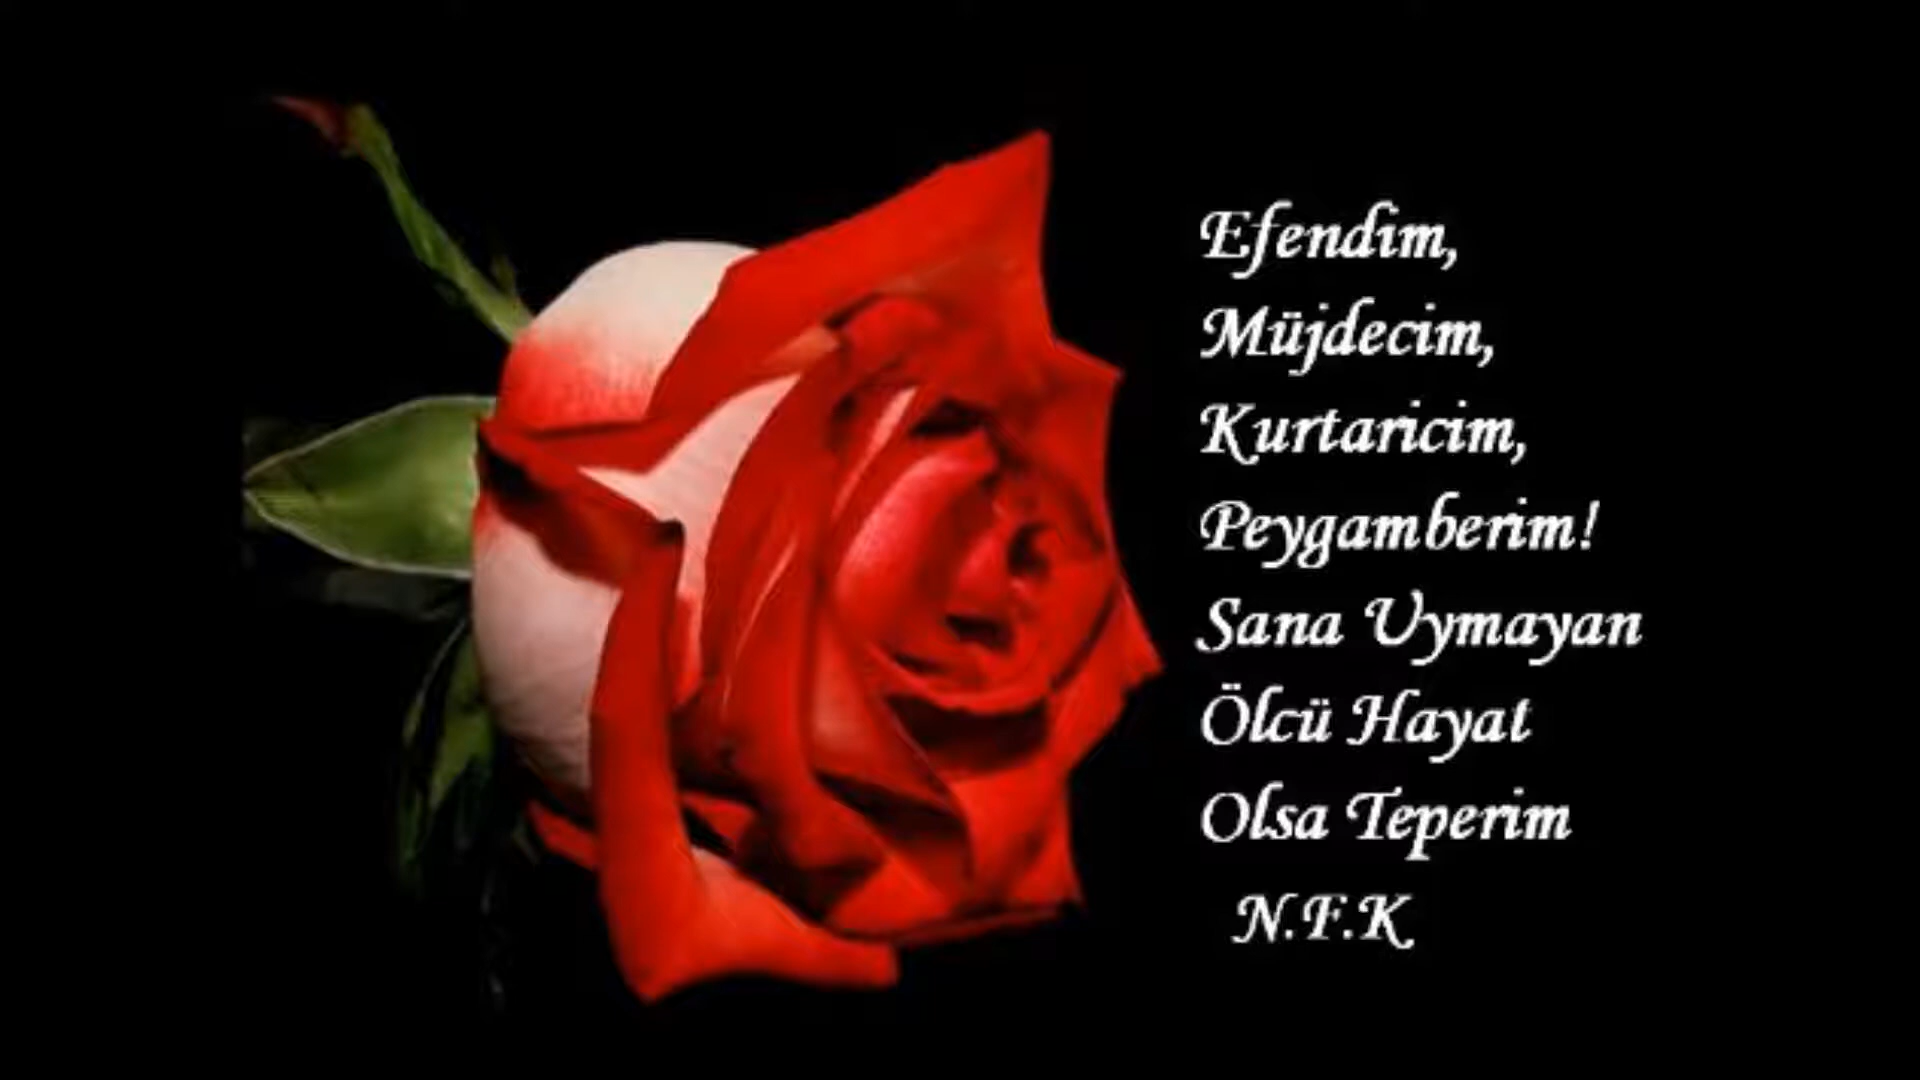 Efendim,
Müjdecim,
Kurtaricim,
Peygamberim!
Sana Uymayan
Ölcü Hayat
Olsa Teperim
N.F.K